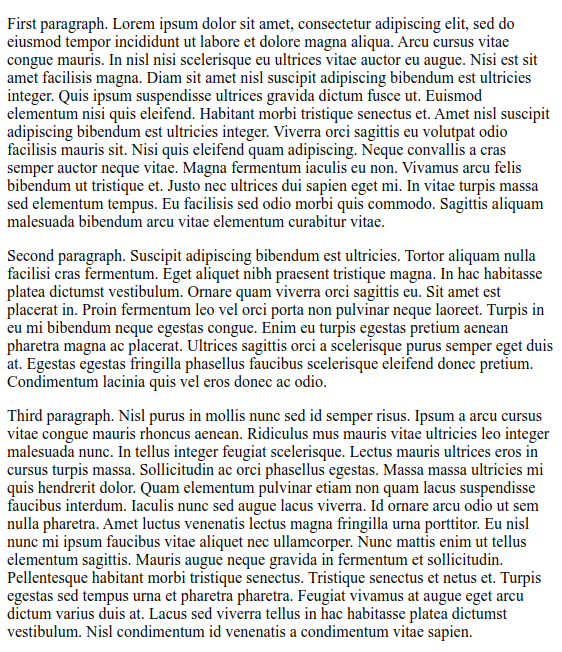 First paragraph. Lorem ipsum dolor sit amet, consectetur adipiscing elit, sed do
eiusmod tempor incididunt ut labore et dolore magna aliqua. Arcu cursus vitae
congue mauris. In nisl nisi scelerisque eu ultrices vitae auctor eu augue. Nisi est sit
amet facilisis magna. Diam sit amet nisl suscipit adipiscing bibendum est ultricies
integer. Quis ipsum suspendisse ultrices gravida dictum fusce ut. Euismod
elementum nisi quis eleifend. Habitant morbi tristique senectus et. Amet nisl suscipit
adipiscing bibendum est ultricies integer. Viverra orci sagittis eu volutpat odio
facilisis mauris sit. Nisi quis eleifend quam adipiscing. Neque convallis a cras
semper auctor neque vitae. Magna fermentum iaculis eu non. Vivamus arcu felis
bibendum ut tristique et. Justo nec ultrices dui sapien eget mi. In vitae turpis massa
sed elementum tempus. Eu facilisis sed odio morbi quis commodo. Sagittis aliquam
malesuada bibendum arcu vitae elementum curabitur vitae.
Second paragraph. Suscipit adipiscing bibendum est ultricies. Tortor aliquam nulla
facilisi cras fermentum. Eget aliquet nibh praesent tristique magna. In hac habitasse
platea dictumst vestibulum. Ornare quam viverra orci sagittis eu. Sit amet est
placerat in. Proin fermentum leo vel orci porta non pulvinar neque laoreet. Turpis in
eu mi bibendum neque egestas congue. Enim eu turpis egestas pretium aenean
pharetra magna ac placerat. Ultrices sagittis orci a scelerisque purus semper eget duis
at. Egestas egestas fringilla phasellus faucibus scelerisque eleifend donec pretium.
Condimentum lacinia quis vel eros donec ac odio.
Third paragraph. Nisl purus in mollis nunc sed id semper risus. Ipsum a arcu cursus
vitae congue mauris rhoncus aenean. Ridiculus mus mauris vitae ultricies leo integer
malesuada nunc. In tellus integer feugiat scelerisque. Lectus mauris ultrices eros in
cursus turpis massa. Sollicitudin ac orci phasellus egestas. Massa massa ultricies mi
quis hendrerit dolor. Quam elementum pulvinar etiam non quam lacus suspendisse
faucibus interdum. Iaculis nunc sed augue lacus viverra. Id ornare arcu odio ut sem
nulla pharetra. Amet luctus venenatis lectus magna fringilla urna porttitor. Eu nisl
nunc mi ipsum faucibus vitae aliquet nec ullamcorper. Nunc mattis enim ut tellus
elementum sagittis. Mauris augue neque gravida in fermentum et sollicitudin.
Pellentesque habitant morbi tristique senectus. Tristique senectus et netus et. Turpis
egestas sed tempus urna et pharetra pharetra. Feugiat vivamus at augue eget arcu
dictum varius duis at. Lacus sed viverra tellus in hac habitasse platea dictumst
vestibulum. Nisl condimentum id venenatis a condimentum vitae sapien.